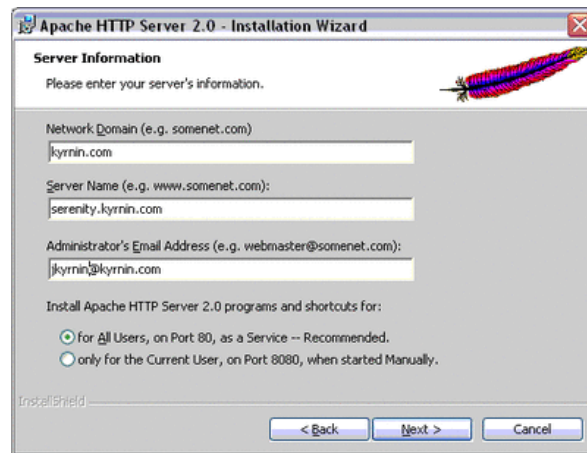 Apache HTTP Server 2.0 - Installation Wizard
Server Information
Please enter your server's information.
Network Domain (e.g. somenet.com)
kyrnin.com
Server Name (e.g. www.somenet.com):
serenity.kyrnin.com
Administrator's Email Address (e.g. webmaster@somenet.com):
jkyrnin@kyrnin.com
Install Apache HTTP Server 2.0 programs and shortcuts for:
for All Users, on Port 80, as a Service -- Recommended.
only for the Current User, on Port 8080, when started Manually.
InstallShield
< Back Next > Cancel